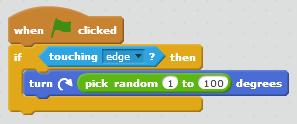 when clicked
if touching edge ? then
turn pick random 1 to 100 degrees